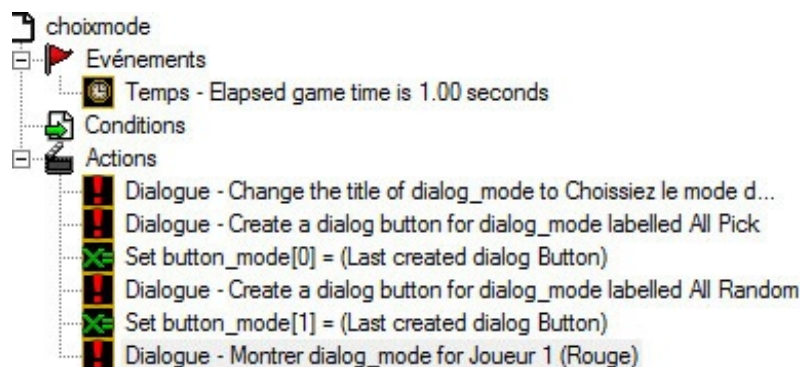 choixmode
Evénements
Temps - Elapsed game time is 1.00 seconds
Conditions
Actions
Dialogue - Change the title of dialog_mode to Choissiez le mode d...
Dialogue - Create a dialog button for dialog_mode labelled All Pick
Set button_mode[0] = (Last created dialog Button)
Dialogue - Create a dialog button for dialog_mode labelled All Random
Set button_mode[1] = (Last created dialog Button)
Dialogue - Montrer dialog_mode for Joueur 1 (Rouge)